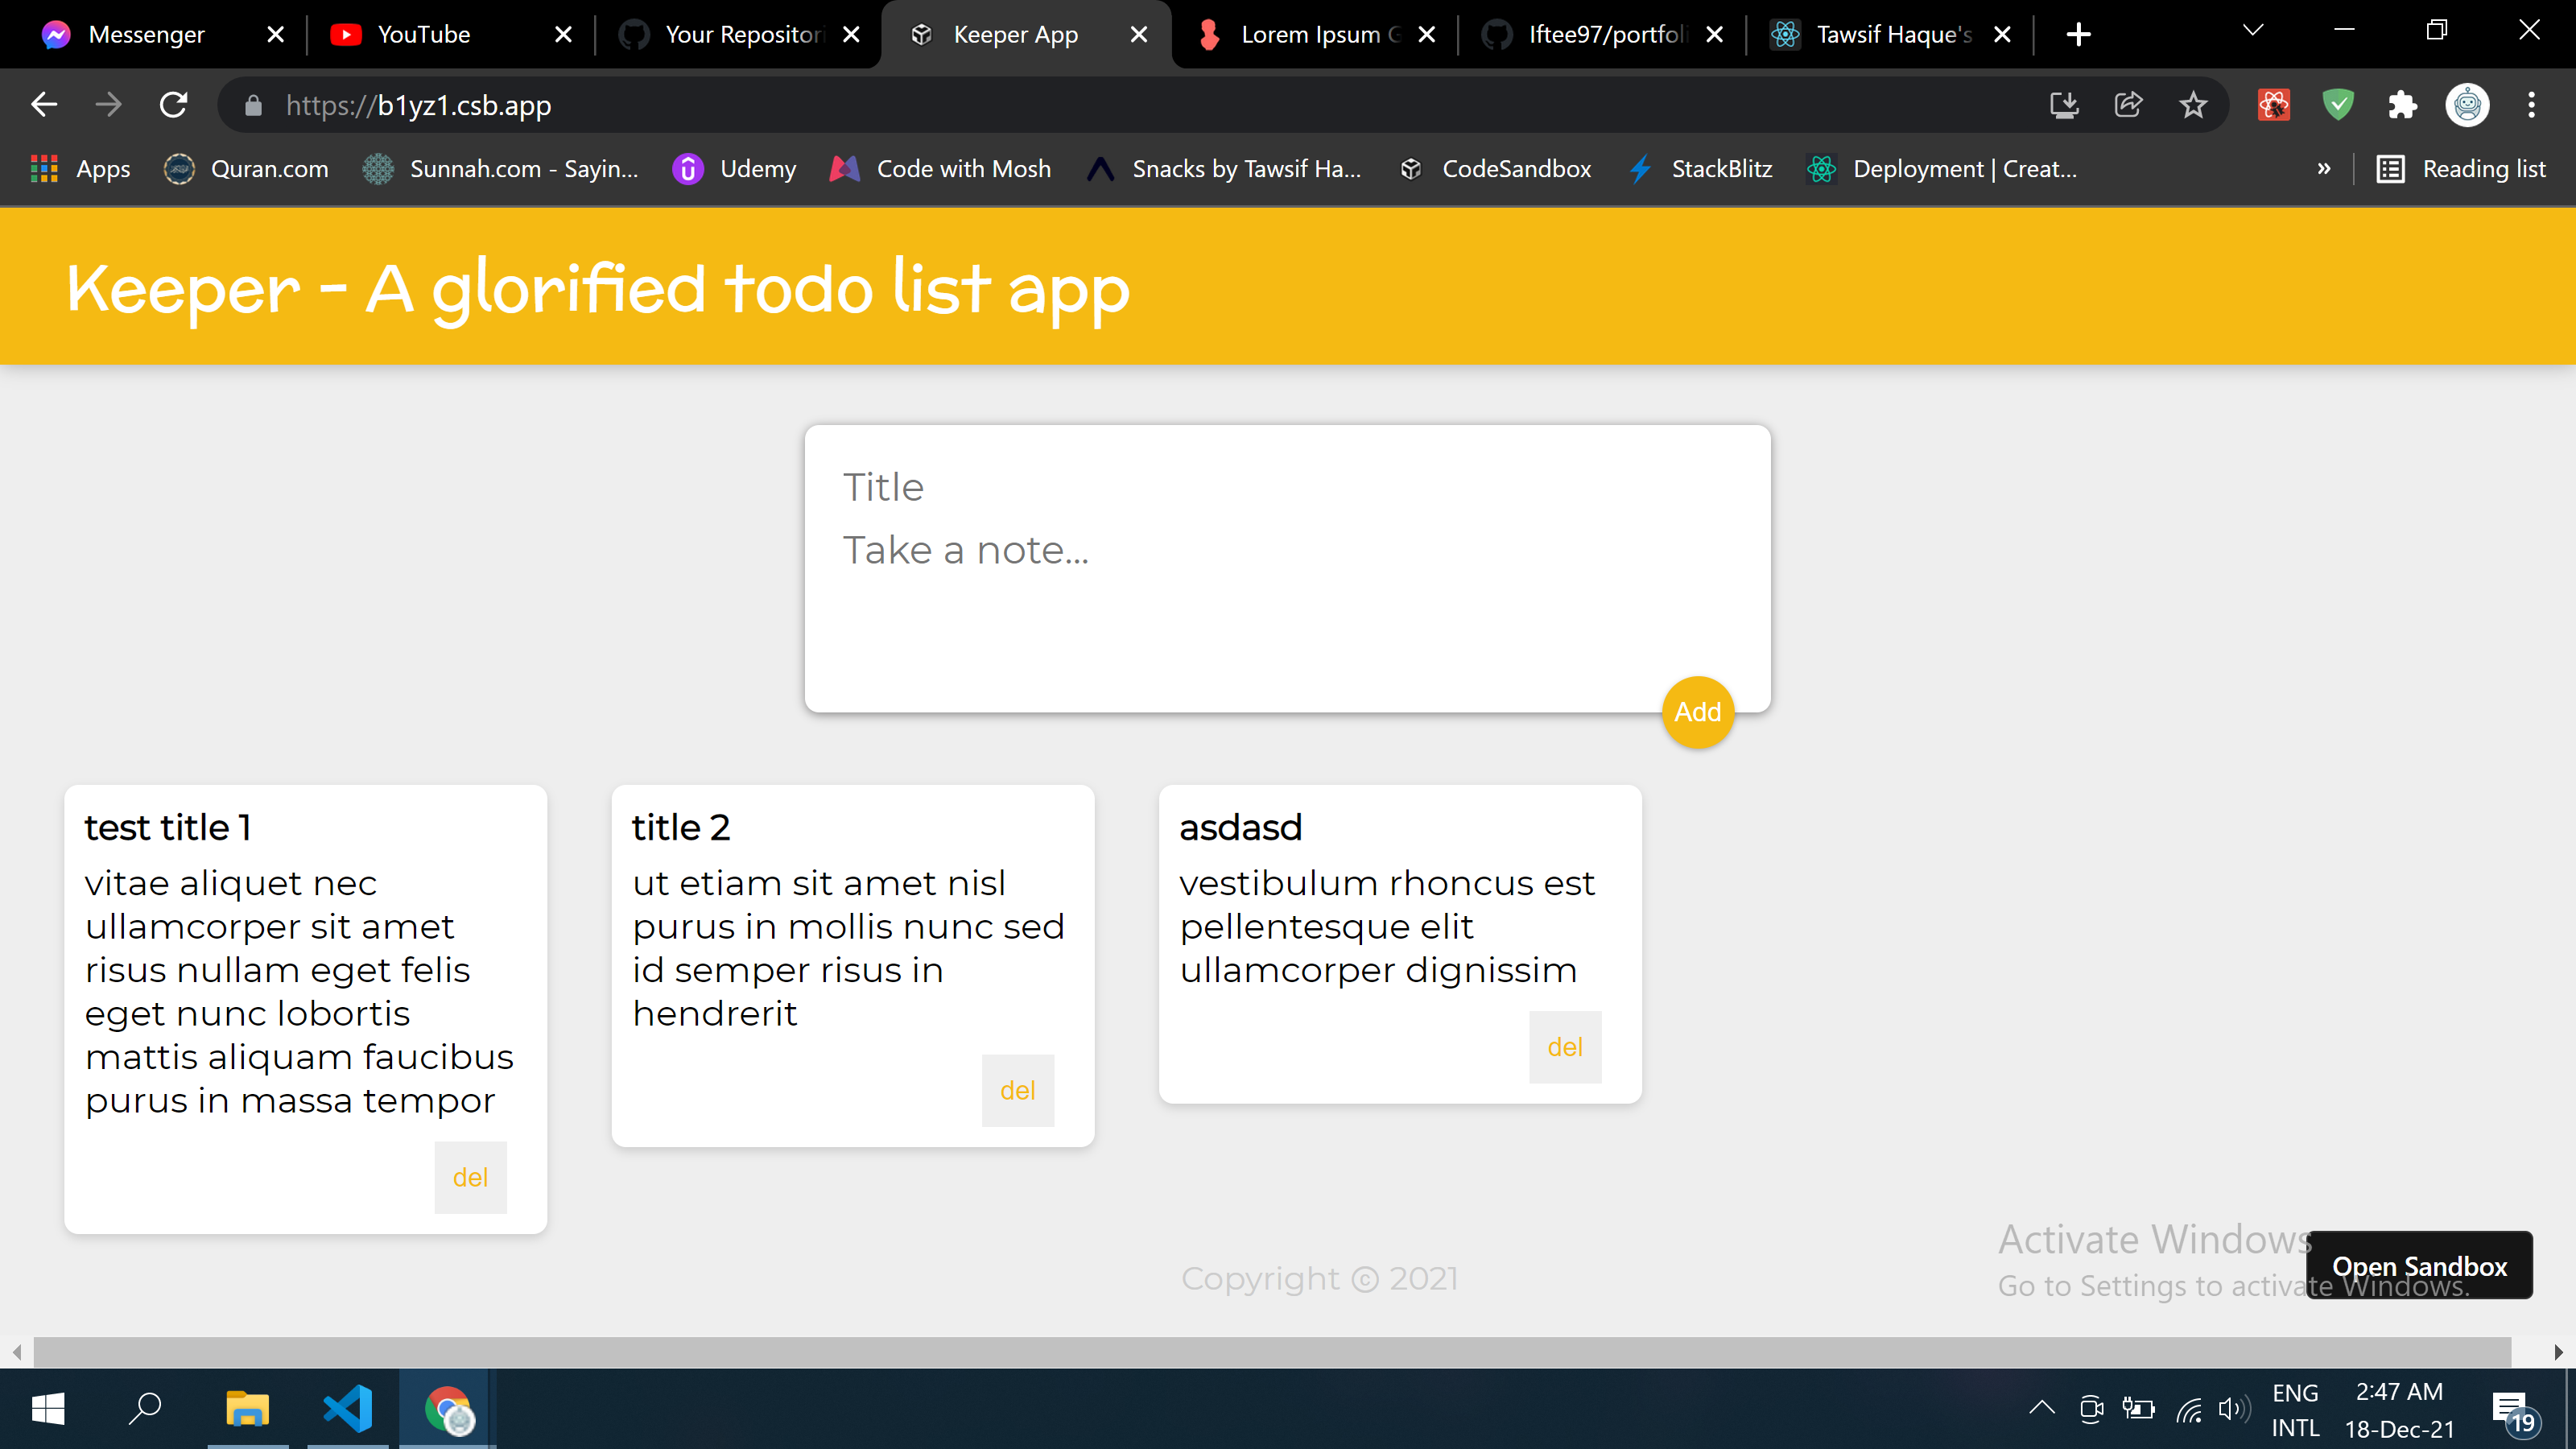 Messenger
YouTube
Your Repositori
Keeper App
Lorem Ipsum G
Iftee97/portfoli
Tawsif Haque's
https://b1yz1.csb.app
Apps
Quran.com
Sunnah.com - Sayin...
Udemy
Code with Mosh
Snacks by Tawsif Ha...
CodeSandbox
StackBlitz
Deployment | Creat...
»
Reading list
Keeper - A glorified todo list app
Title
Take a note...
Add
test title 1
vitae aliquet nec
ullamcorper sit amet
risus nullam eget felis
eget nunc lobortis
mattis aliquam faucibus
purus in massa tempor
del
title 2
ut etiam sit amet nisl
purus in mollis nunc sed
id semper risus in
hendrerit
del
asdasd
vestibulum rhoncus est
pellentesque elit
ullamcorper dignissim
del
Copyright © 2021
Activate Windows
Go to Settings to activate Windows.
Open Sandbox
ENG
INTL
2:47 AM
18-Dec-21
19